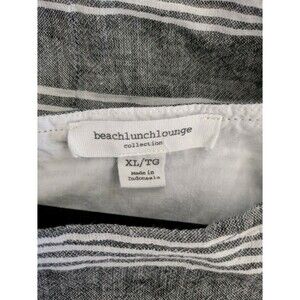 beachlunchlounge
collection
XL/TG
Made in
Indonesia